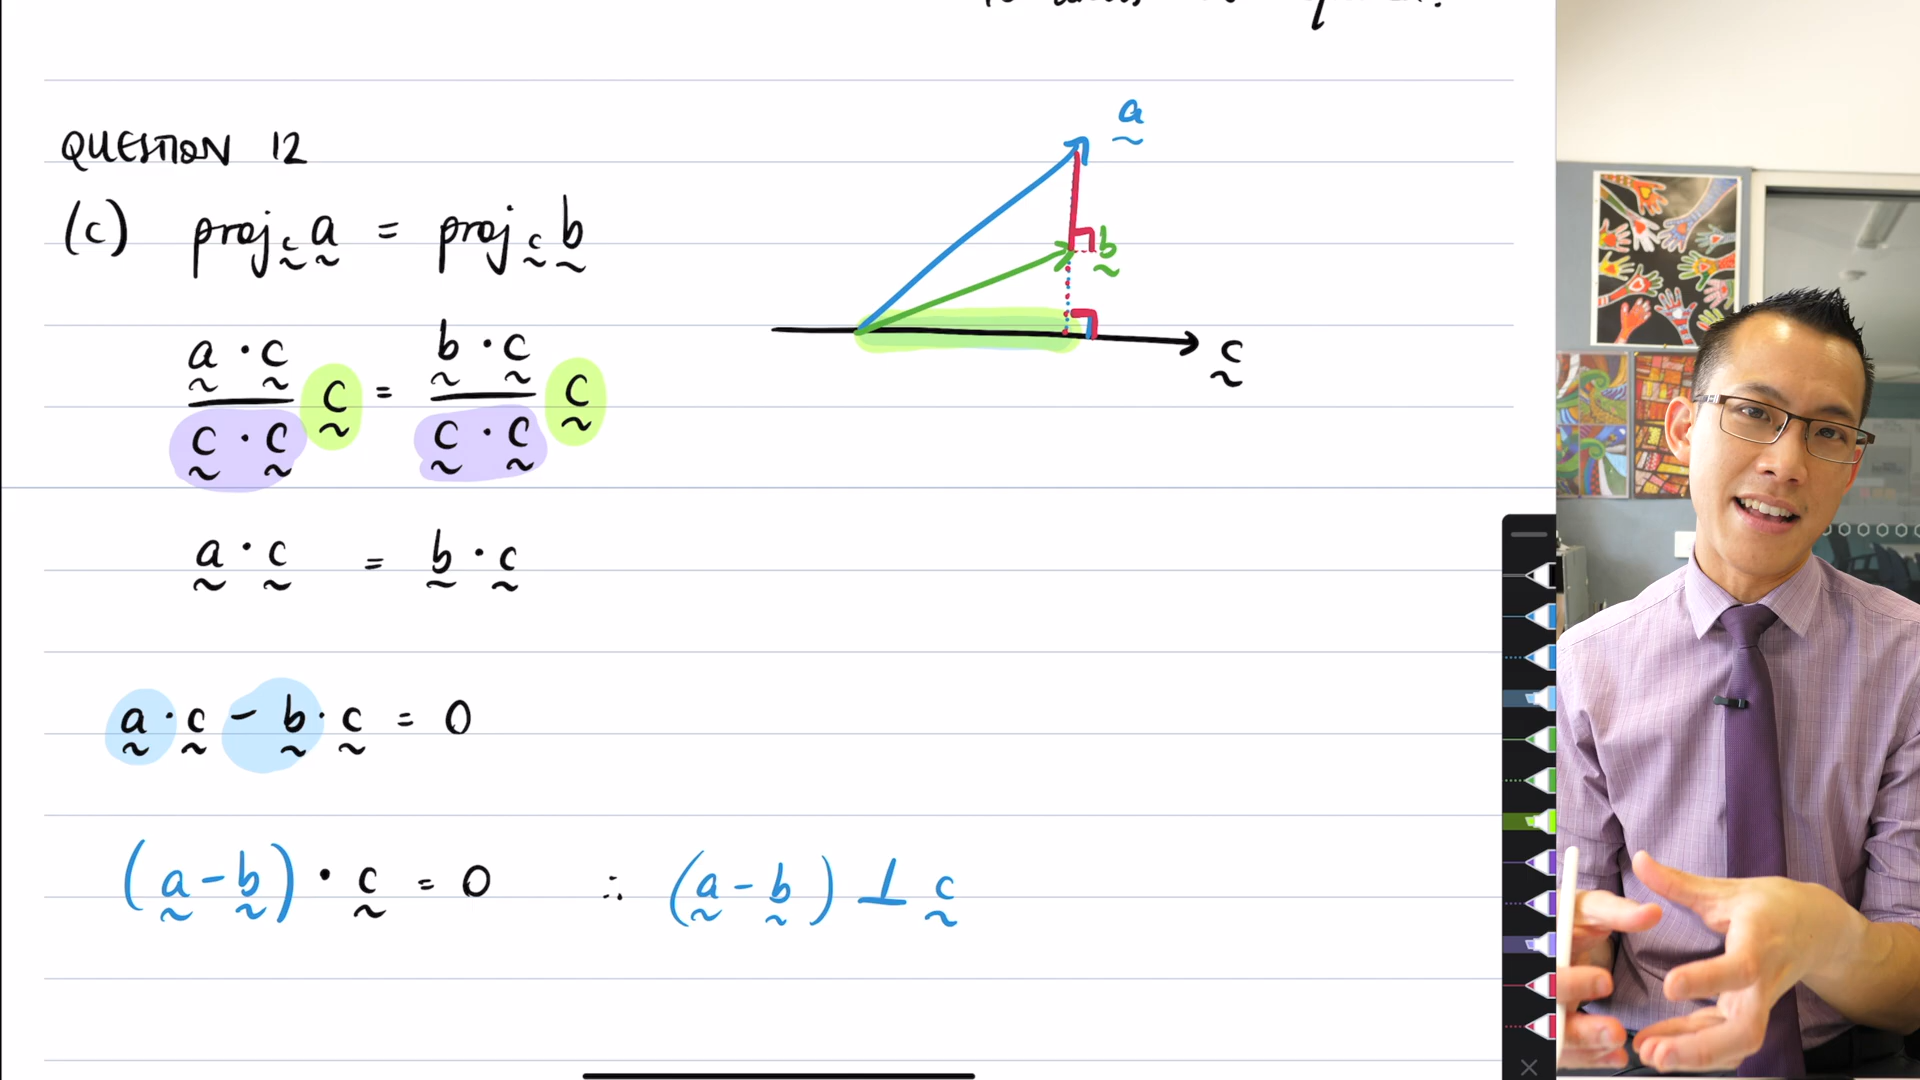 QUESTION 12
(c) proj_c̰ a̰ = proj_c̰ b̰
a̰ · c̰ / c̰ · c̰ c̰ = b̰ · c̰ / c̰ · c̰ c̰
a̰ · c̰ = b̰ · c̰
a̰ · c̰ - b̰ · c̰ = 0
(a̰ - b̰) · c̰ = 0 ∴ (a̰ - b̰) ⊥ c̰
a̰
b̰
c̰